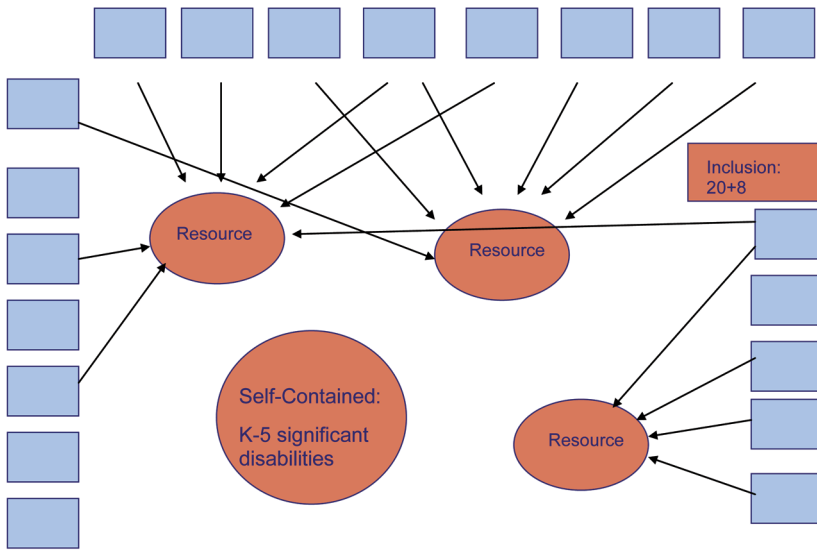 Inclusion:
20+8
Resource
Resource
Self-Contained:
K-5 significant
disabilities
Resource